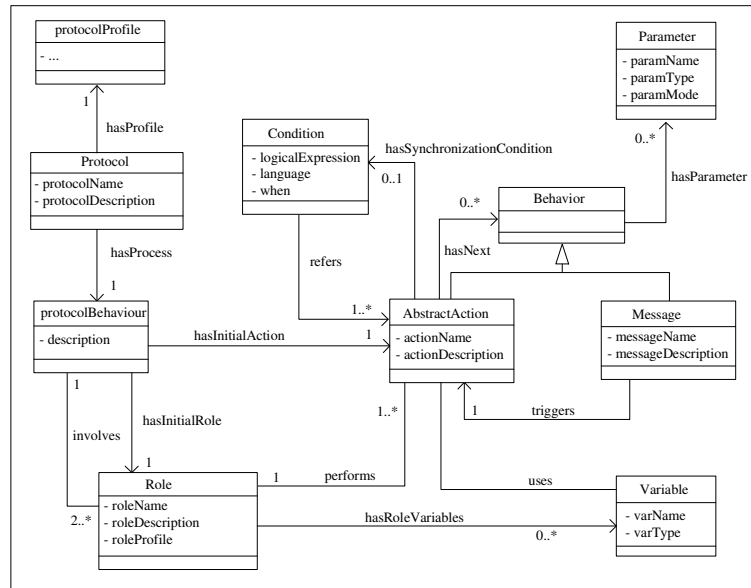 protocolProfile
- ...
1
hasProfile
Protocol
- protocolName
- protocolDescription
hasProcess
1
protocolBehaviour
- description
Condition
- logicalExpression
- language
- when
hasSynchronizationCondition
0..1
refers
1..*
Parameter
- paramName
- paramType
- paramMode
0..*
hasParameter
Behavior
0..*
hasNext
hasInitialAction
1
AbstractAction
- actionName
- actionDescription
Message
- messageName
- messageDescription
1
triggers
1
involves
2..*
hasInitialRole
1
Role
- roleName
- roleDescription
- roleProfile
1
performs
1..*
uses
hasRoleVariables
0..*
Variable
- varName
- varType